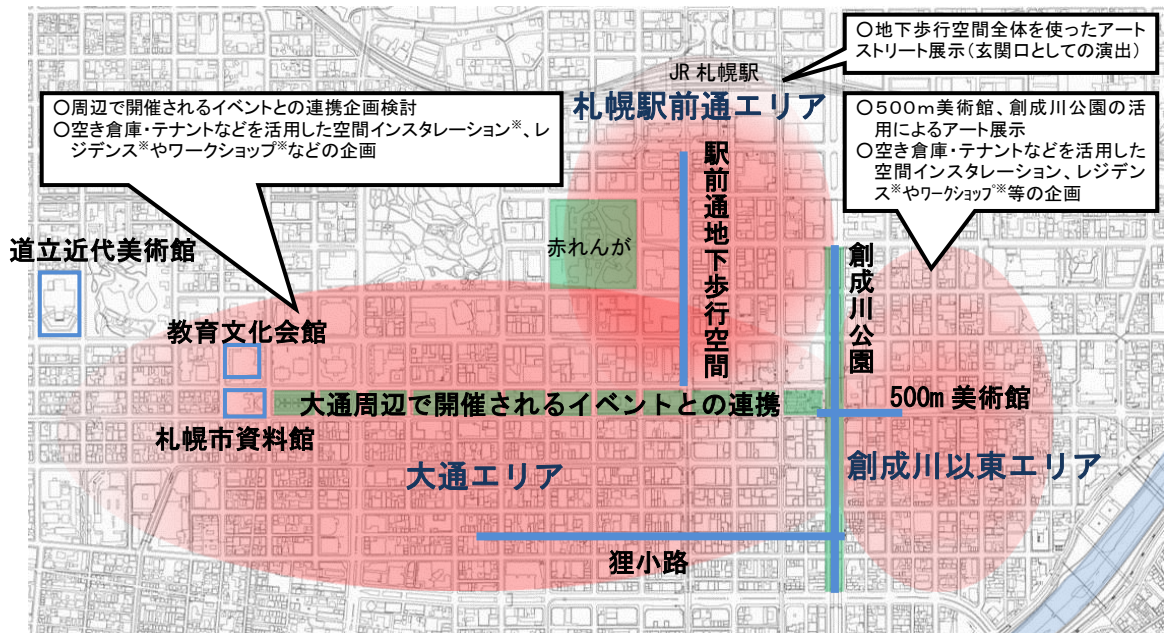 ○地下歩行空間全体を使ったアート
ストリート展示(玄関口としての演出)
JR 札幌駅
札幌駅前通エリア
○周辺で開催されるイベントとの連携企画検討
○空き倉庫・テナントなどを活用した空間インスタレーション※、レ
ジデンス※やワークショップ※などの企画
○500m美術館、創成川公園の活
用によるアート展示
○空き倉庫・テナントなどを活用した
空間インスタレーション、レジデン
ス※やワークショップ※等の企画
駅前通地下歩行空間
赤れんが
道立近代美術館
創成川公園
教育文化会館
大通周辺で開催されるイベントとの連携
500m 美術館
札幌市資料館
大通エリア
創成川以東エリア
狸小路